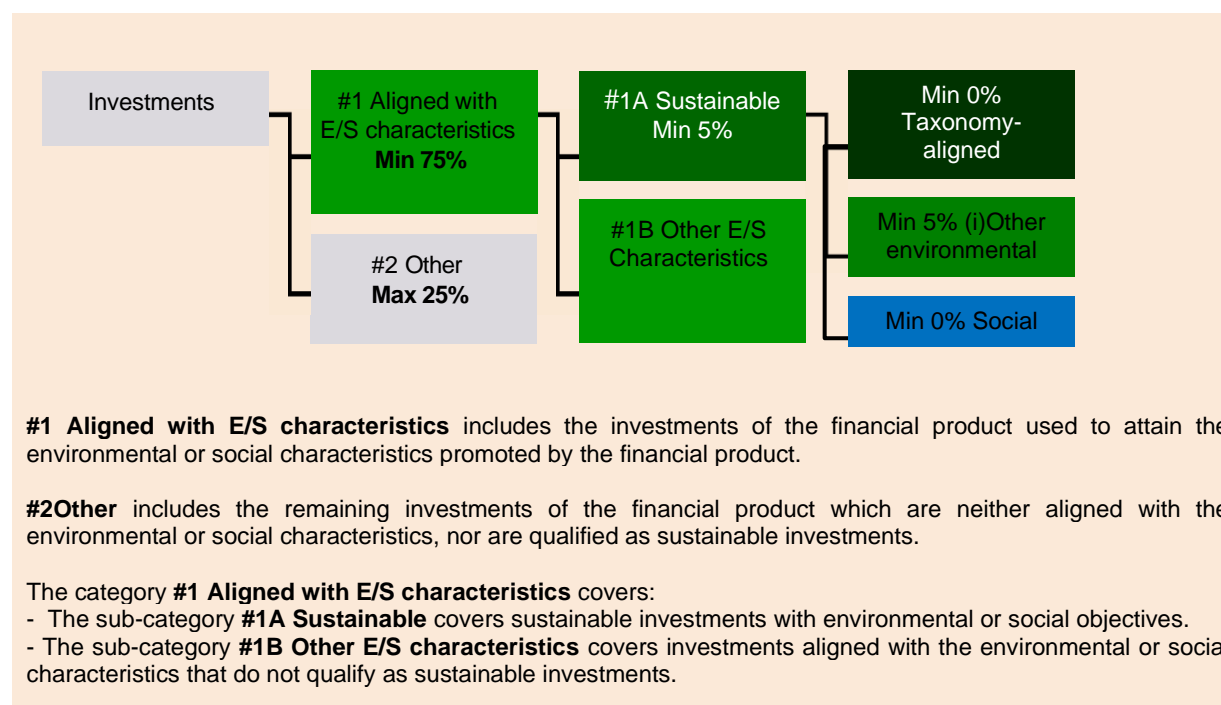 Investments
#1 Aligned with
E/S characteristics
Min 75%
#2 Other
Max 25%
#1A Sustainable
Min 5%
#1B Other E/S
Characteristics
Min 0%
Taxonomy-
aligned
Min 5% (i)Other
environmental
Min 0% Social
#1 Aligned with E/S characteristics includes the investments of the financial product used to attain the
environmental or social characteristics promoted by the financial product.
#2Other includes the remaining investments of the financial product which are neither aligned with the
environmental or social characteristics, nor are qualified as sustainable investments.
The category #1 Aligned with E/S characteristics covers:
- The sub-category #1A Sustainable covers sustainable investments with environmental or social objectives.
- The sub-category #1B Other E/S characteristics covers investments aligned with the environmental or social
characteristics that do not qualify as sustainable investments.